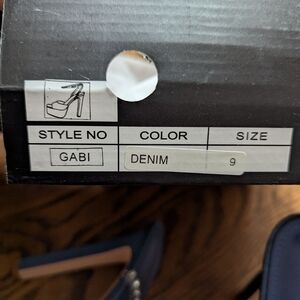 STYLE NO COLOR SIZE
GABI DENIM 9